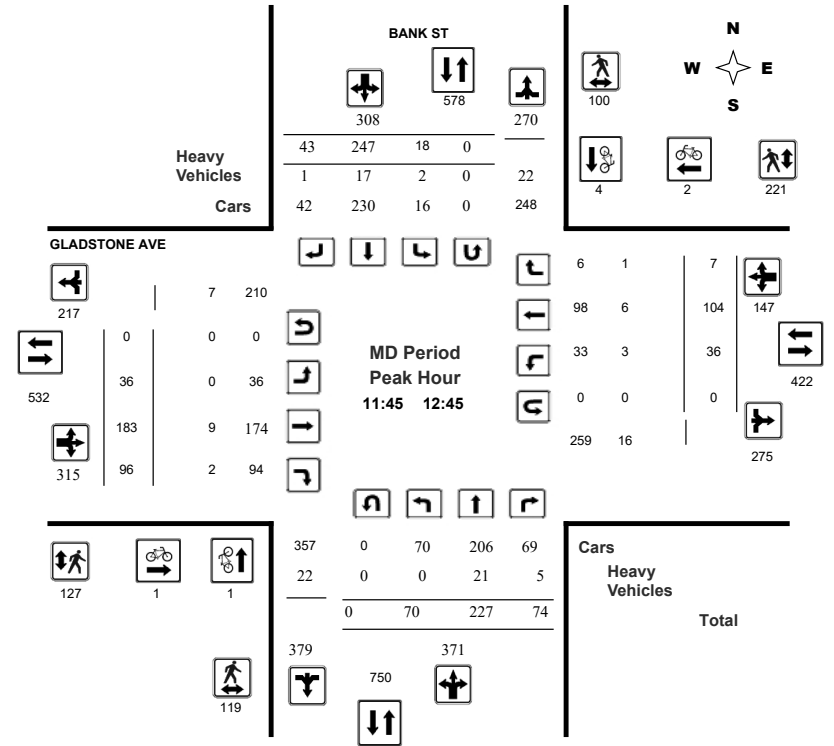 BANK ST
N
W E
S
578
100
308
270
43 247 18 0
Heavy
Vehicles
1 17 2 0 22
Cars
42 230 16 0 248
4
2
221
GLADSTONE AVE
217
7 210
6 1 7
147
0 0 0
98 6 104
532
MD Period
Peak Hour
11:45 12:45
36 0 36
33 3 36
422
183 9 174
0 0 0
315
96 2 94
259 16
275
357 0 70 206 69
Cars
22 0 0 21 5
Heavy
Vehicles
0 70 227 74
Total
127
1
1
379
371
750
119